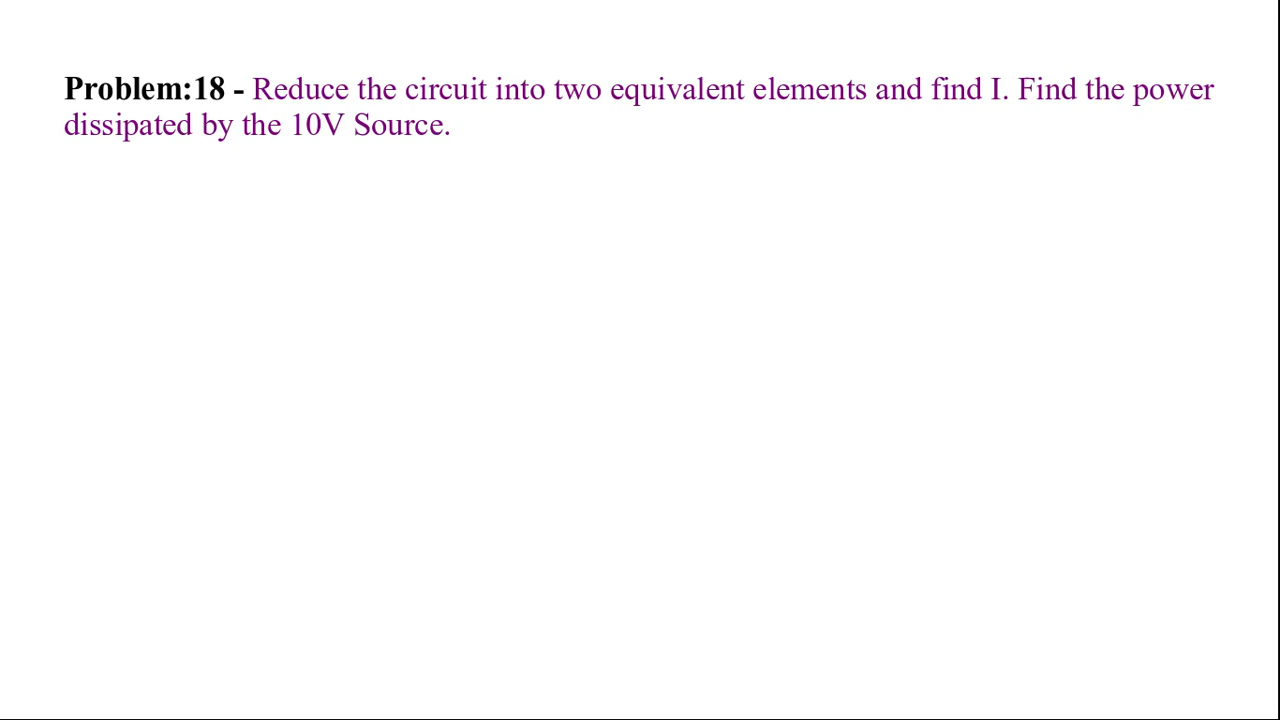 Problem:18 - Reduce the circuit into two equivalent elements and find I. Find the power
dissipated by the 10V Source.